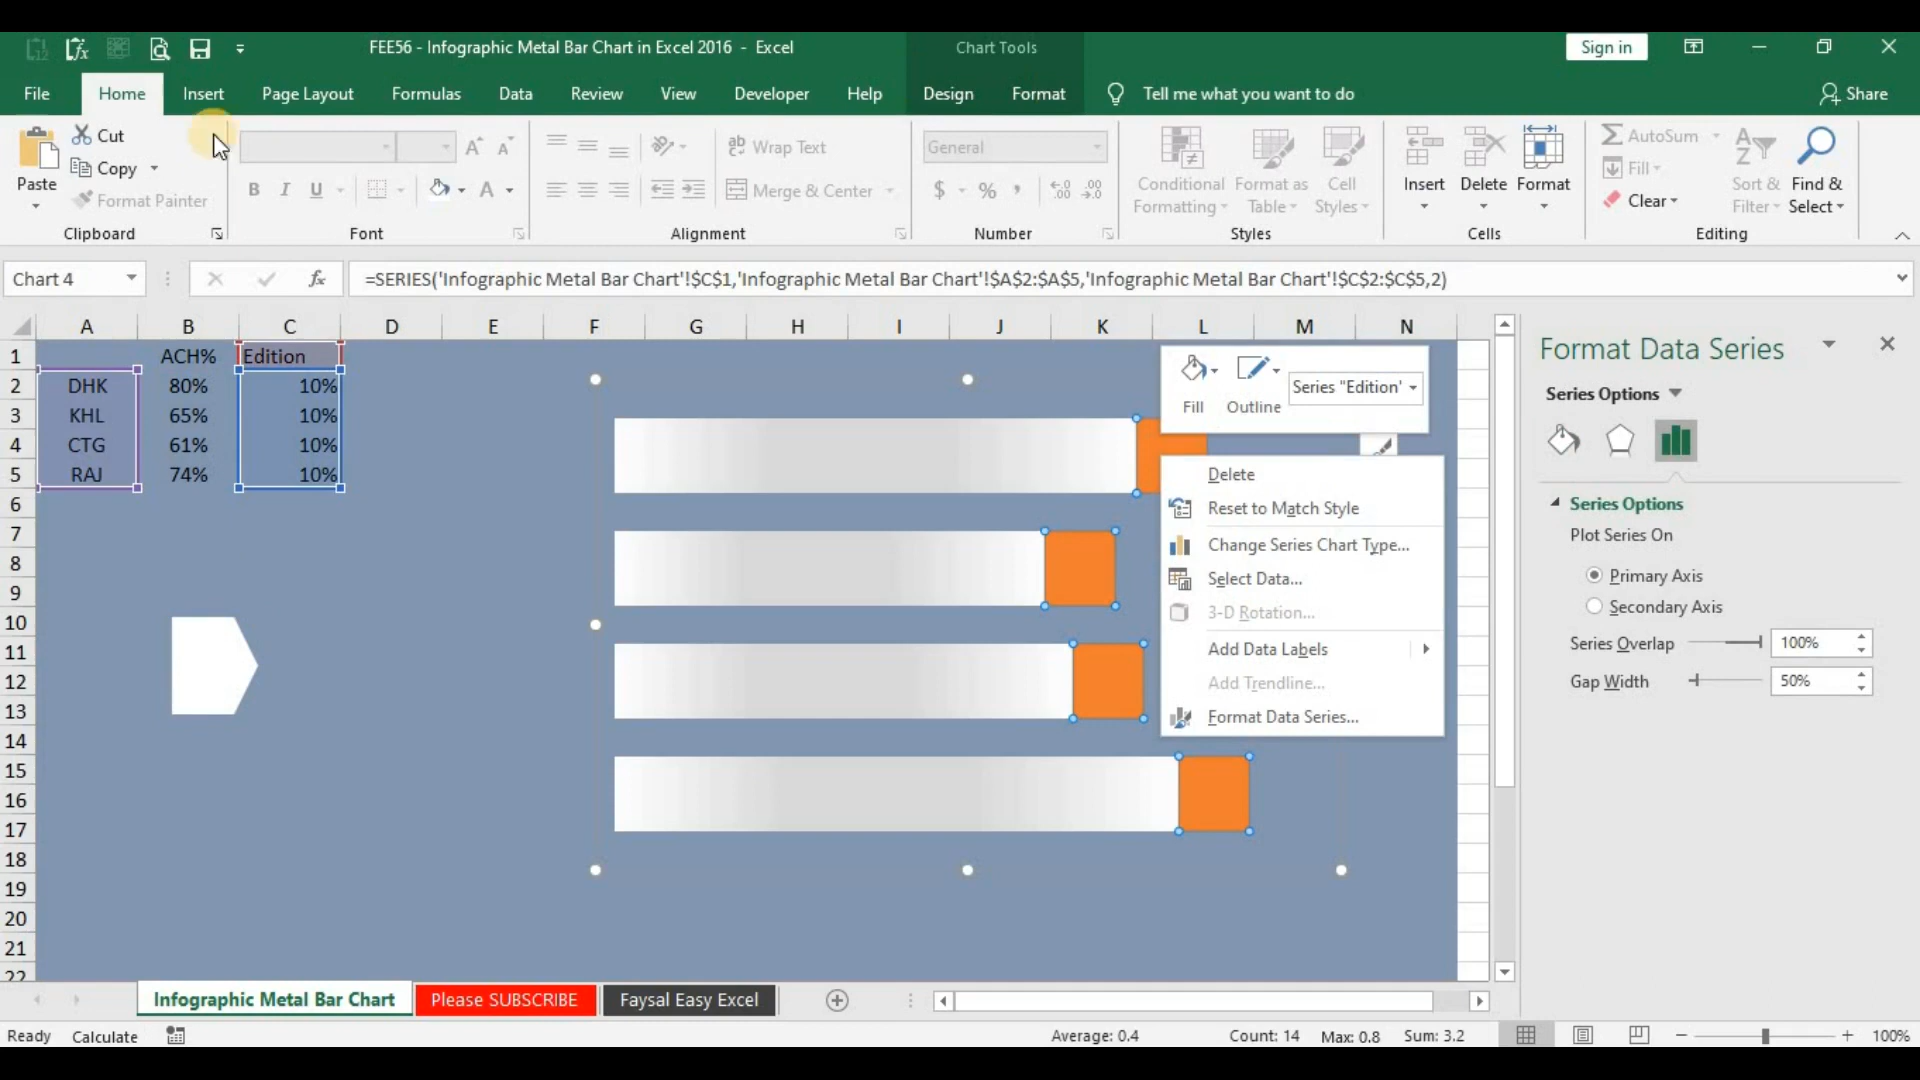 FEE56 - Infographic Metal Bar Chart in Excel 2016 - Excel
Chart Tools
Sign in
File
Home
Insert
Page Layout
Formulas
Data
Review
View
Developer
Help
Design
Format
Tell me what you want to do
Share
Paste
Cut
Copy
Format Painter
Clipboard
B I U
A
Font
Wrap Text
Merge & Center
Alignment
General
$ % ,
Number
Conditional Formatting
Format as Table
Cell Styles
Styles
Insert
Delete
Format
Cells
AutoSum
Fill
Clear
Sort & Filter
Find & Select
Editing
Chart 4
fx
=SERIES('Infographic Metal Bar Chart'!$C$1,'Infographic Metal Bar Chart'!$A$2:$A$5,'Infographic Metal Bar Chart'!$C$2:$C$5,2)
A B C D E F G H I J K L M N
1 ACH% Edition
2 DHK 80% 10%
3 KHL 65% 10%
4 CTG 61% 10%
5 RAJ 74% 10%
6
7
8
9
10
11
12
13
14
15
16
17
18
19
20
21
22
Fill
Outline
Series "Edition'
Delete
Reset to Match Style
Change Series Chart Type...
Select Data...
3-D Rotation...
Add Data Labels
Add Trendline...
Format Data Series...
Format Data Series
Series Options
Series Options
Plot Series On
Primary Axis
Secondary Axis
Series Overlap 100%
Gap Width 50%
Infographic Metal Bar Chart
Please SUBSCRIBE
Faysal Easy Excel
Ready
Calculate
Average: 0.4
Count: 14
Max: 0.8
Sum: 3.2
100%